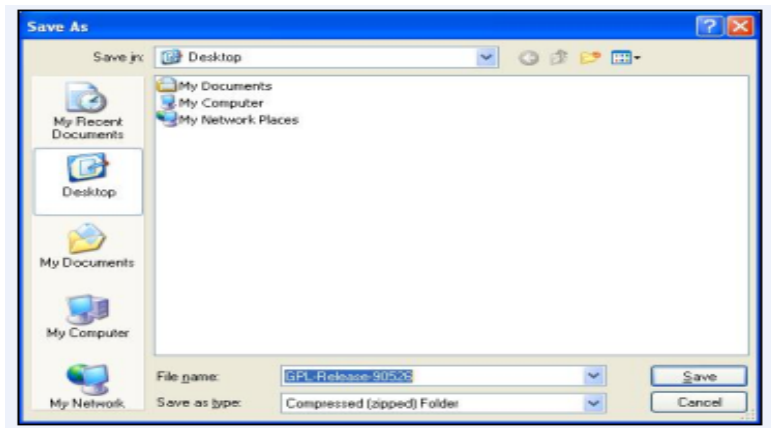 Save As
Save in: Desktop
My Recent Documents
Desktop
My Documents
My Computer
My Network
My Documents
My Computer
My Network Places
File name: GPL-Release-90526
Save
Save as type: Compressed (zipped) Folder
Cancel